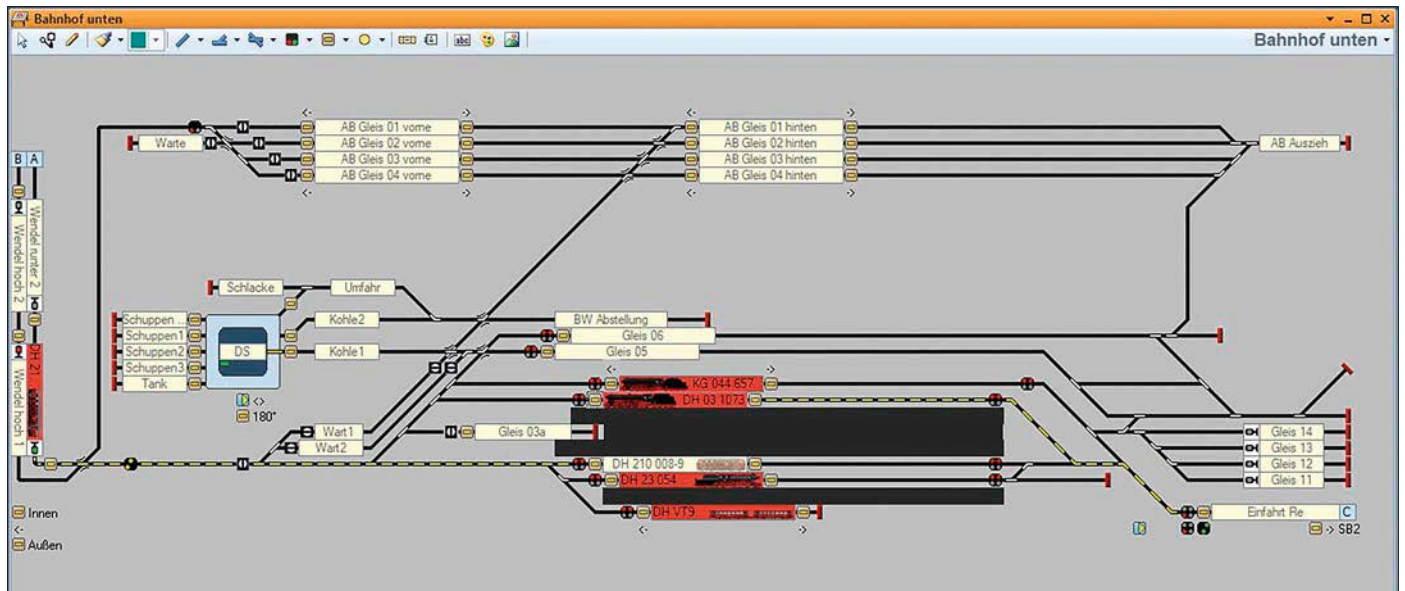 Bahnhof unten
abc
Bahnhof unten
<- -> <- ->
AB Gleis 01 vorne AB Gleis 01 hinten
Warte AB Gleis 02 vorne AB Gleis 02 hinten AB Auszieh
B A AB Gleis 03 vorne AB Gleis 03 hinten
AB Gleis 04 vorne AB Gleis 04 hinten
<- -> <- ->
Wendel hoch 2
Wendel runter 2
Schlacke Umfahr
Schuppen ... Kohle2 BW Abstellung
Schuppen1 Gleis 06
Schuppen2 DS Kohle1 Gleis 05
Schuppen3
Tank
<- ->
KG 044 657
DH 03 1073
<>
180°
DH 21
Wendel hoch 1
Wart1 Gleis 03a Gleis 14
Wart2 Gleis 13
DH 210 008-9 Gleis 12
DH 23 054 Gleis 11
Innen DH VT9 Einfahrt Re C
<- <- -> -> SB2
Außen